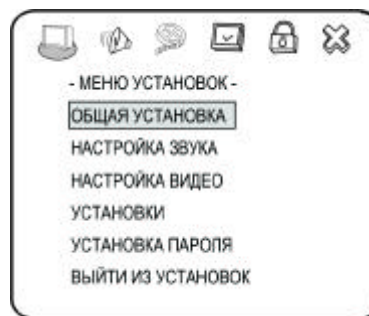 - МЕНЮ УСТАНОВОК -
ОБЩАЯ УСТАНОВКА
НАСТРОЙКА ЗВУКА
НАСТРОЙКА ВИДЕО
УСТАНОВКИ
УСТАНОВКА ПАРОЛЯ
ВЫЙТИ ИЗ УСТАНОВОК